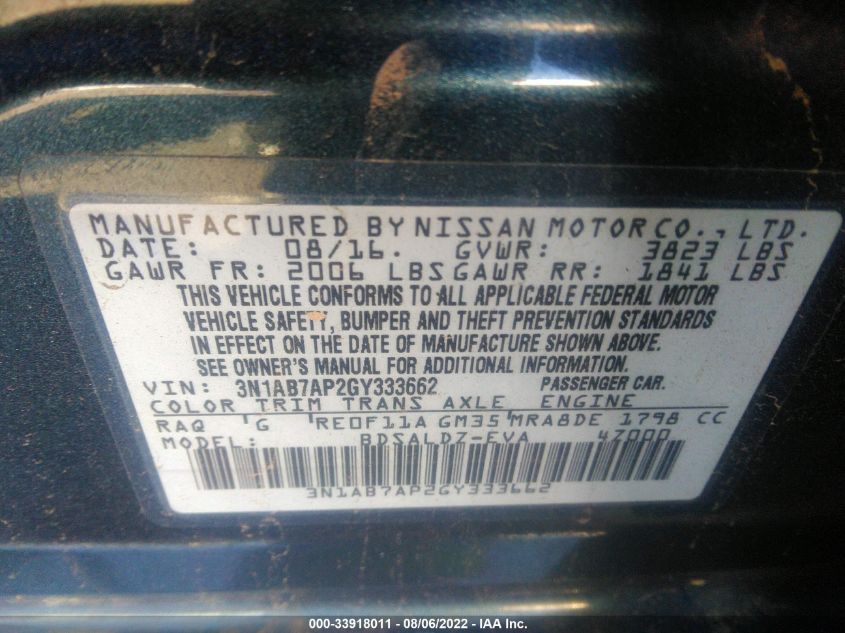 MANUFACTURED BY NISSAN MOTOR CO., LTD.
DATE: 08/16. GVWR: 3823 LBS
GAWR FR: 2006 LBS GAWR RR: 1841 LBS
THIS VEHICLE CONFORMS TO ALL APPLICABLE FEDERAL MOTOR
VEHICLE SAFETY, BUMPER AND THEFT PREVENTION STANDARDS
IN EFFECT ON THE DATE OF MANUFACTURE SHOWN ABOVE.
SEE OWNER'S MANUAL FOR ADDITIONAL INFORMATION.
VIN: 3N1AB7AP2GY333662 PASSENGER CAR.
COLOR TRIM TRANS AXLE ENGINE
RAQ G RE0F11A GM35 MRA8DE 1798 CC
MODEL: BDSALDZ-EVA 4Z000
3N1AB7AP2GY333662
000-33918011 - 08/06/2022 - IAA Inc.